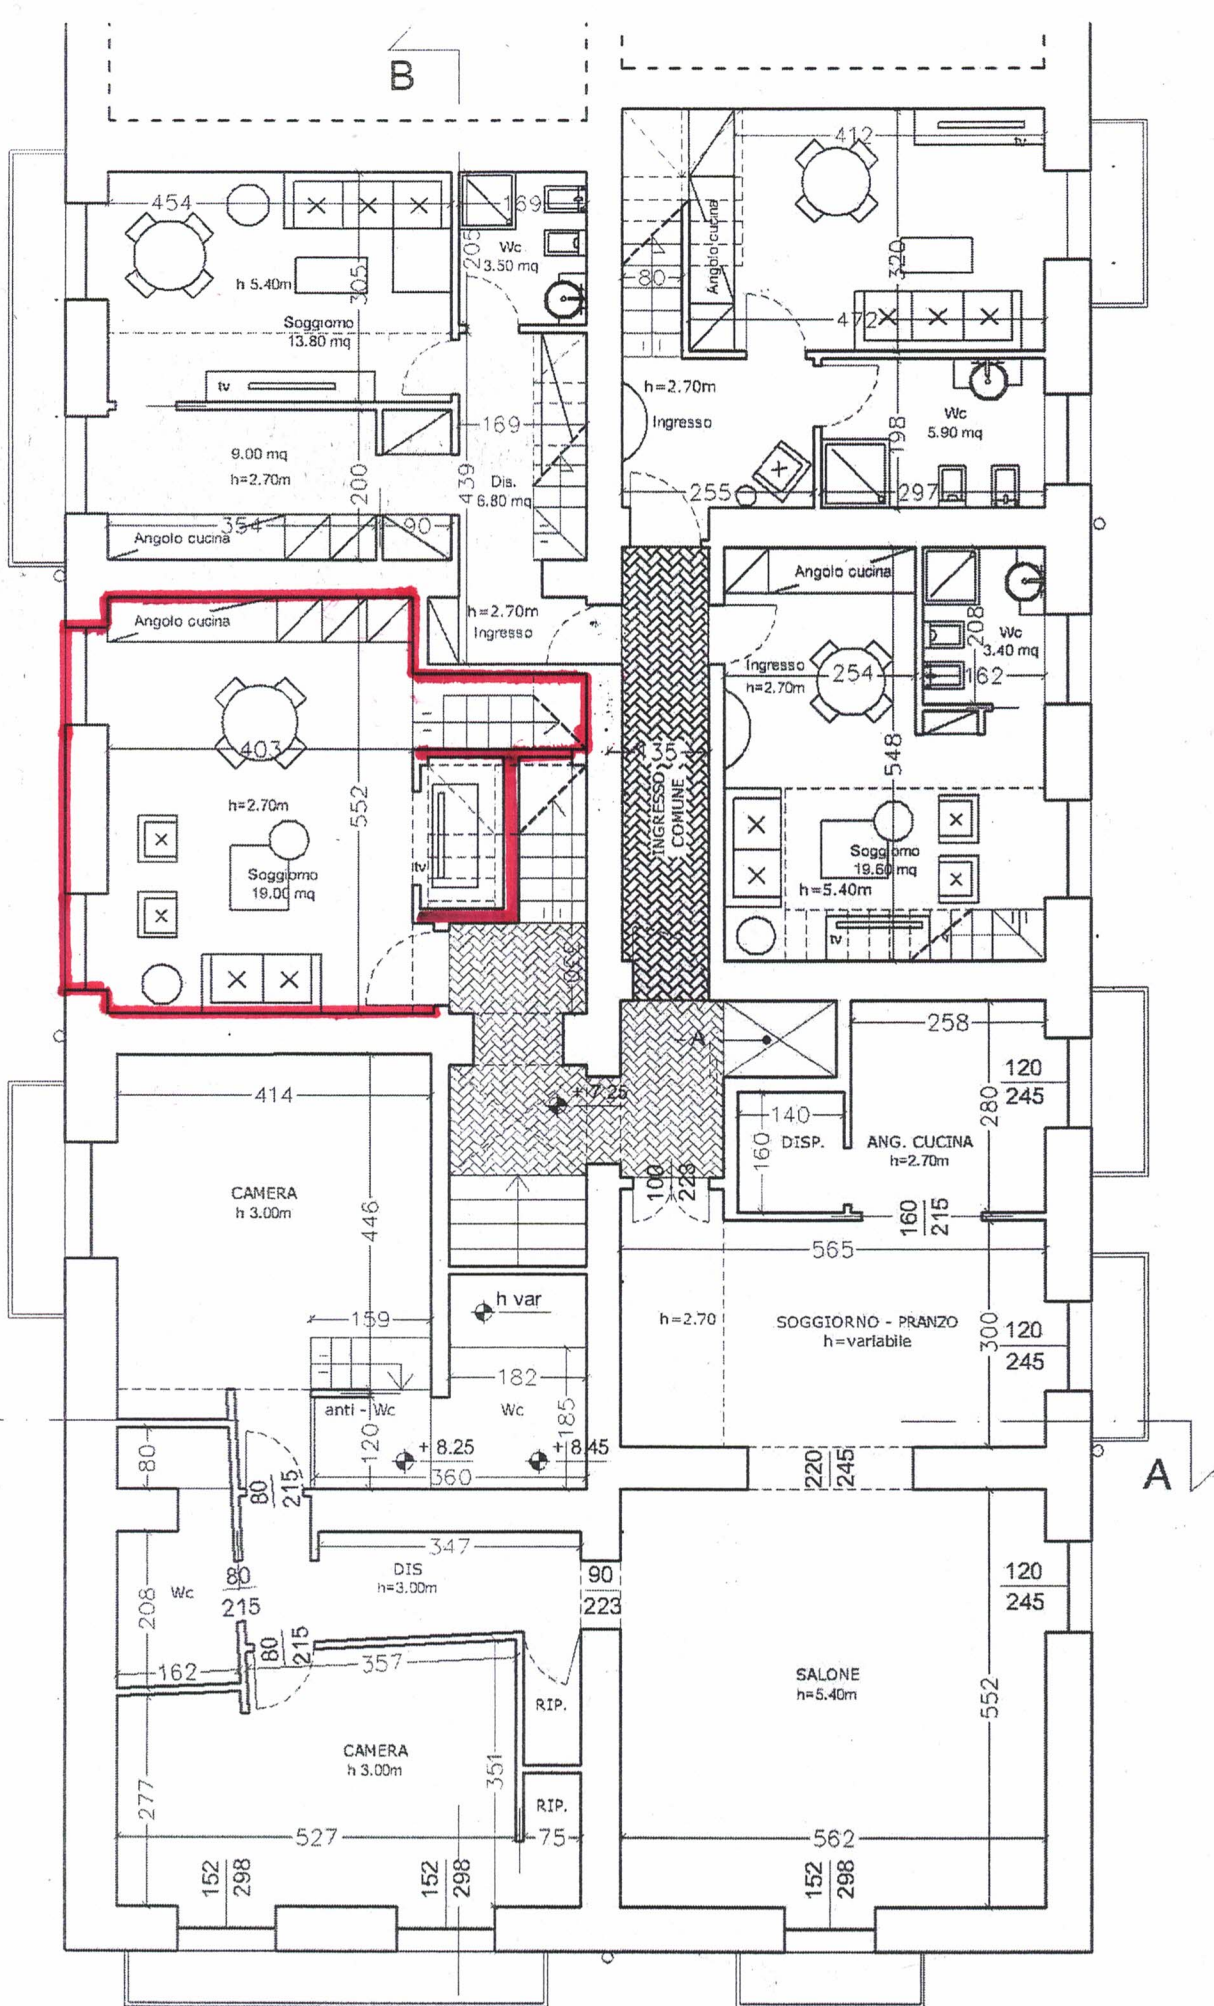 B
412
tv
454
169
Wc
3.50 mq
205
h 5.40m
305
Soggiorno
13.80 mq
tv
Angolo cucina
80
320
472
h=2.70m
Ingresso
Wc
5.90 mq
198
255
297
9.00 mq
h=2.70m
200
169
439
Dis.
6.80 mq
354
90
Angolo cucina
Angolo cucina
h=2.70m
Ingresso
Angolo cucina
208
Wc
3.40 mq
162
Ingresso
h=2.70m
254
403
135
548
INGRESSO
COMUNE
h=2.70m
552
tv
Soggiorno
19.00 mq
Soggiorno
19.60 mq
h=5.40m
tv
A
258
120
245
280
414
+ 7.25
140
DISP.
160
ANG. CUCINA
h=2.70m
100
223
160
215
CAMERA
h 3.00m
446
565
h var
h=2.70
SOGGIORNO - PRANZO
h=variabile
300
120
245
159
182
anti - Wc
Wc
185
120
+ 8.25
+ 8.45
360
80
80
215
220
245
A
347
DIS
h=3.00m
90
223
120
245
Wc
208
80
215
80
215
162
357
RIP.
SALONE
h=5.40m
552
CAMERA
h 3.00m
351
277
RIP.
527
75
562
152
298
152
298
152
298